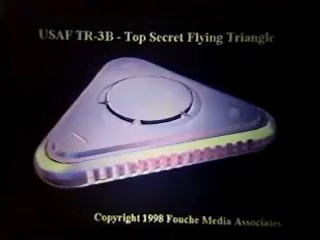 USAF TR-3B - Top Secret Flying Triangle
Copyright 1998 Fouche Media Associates